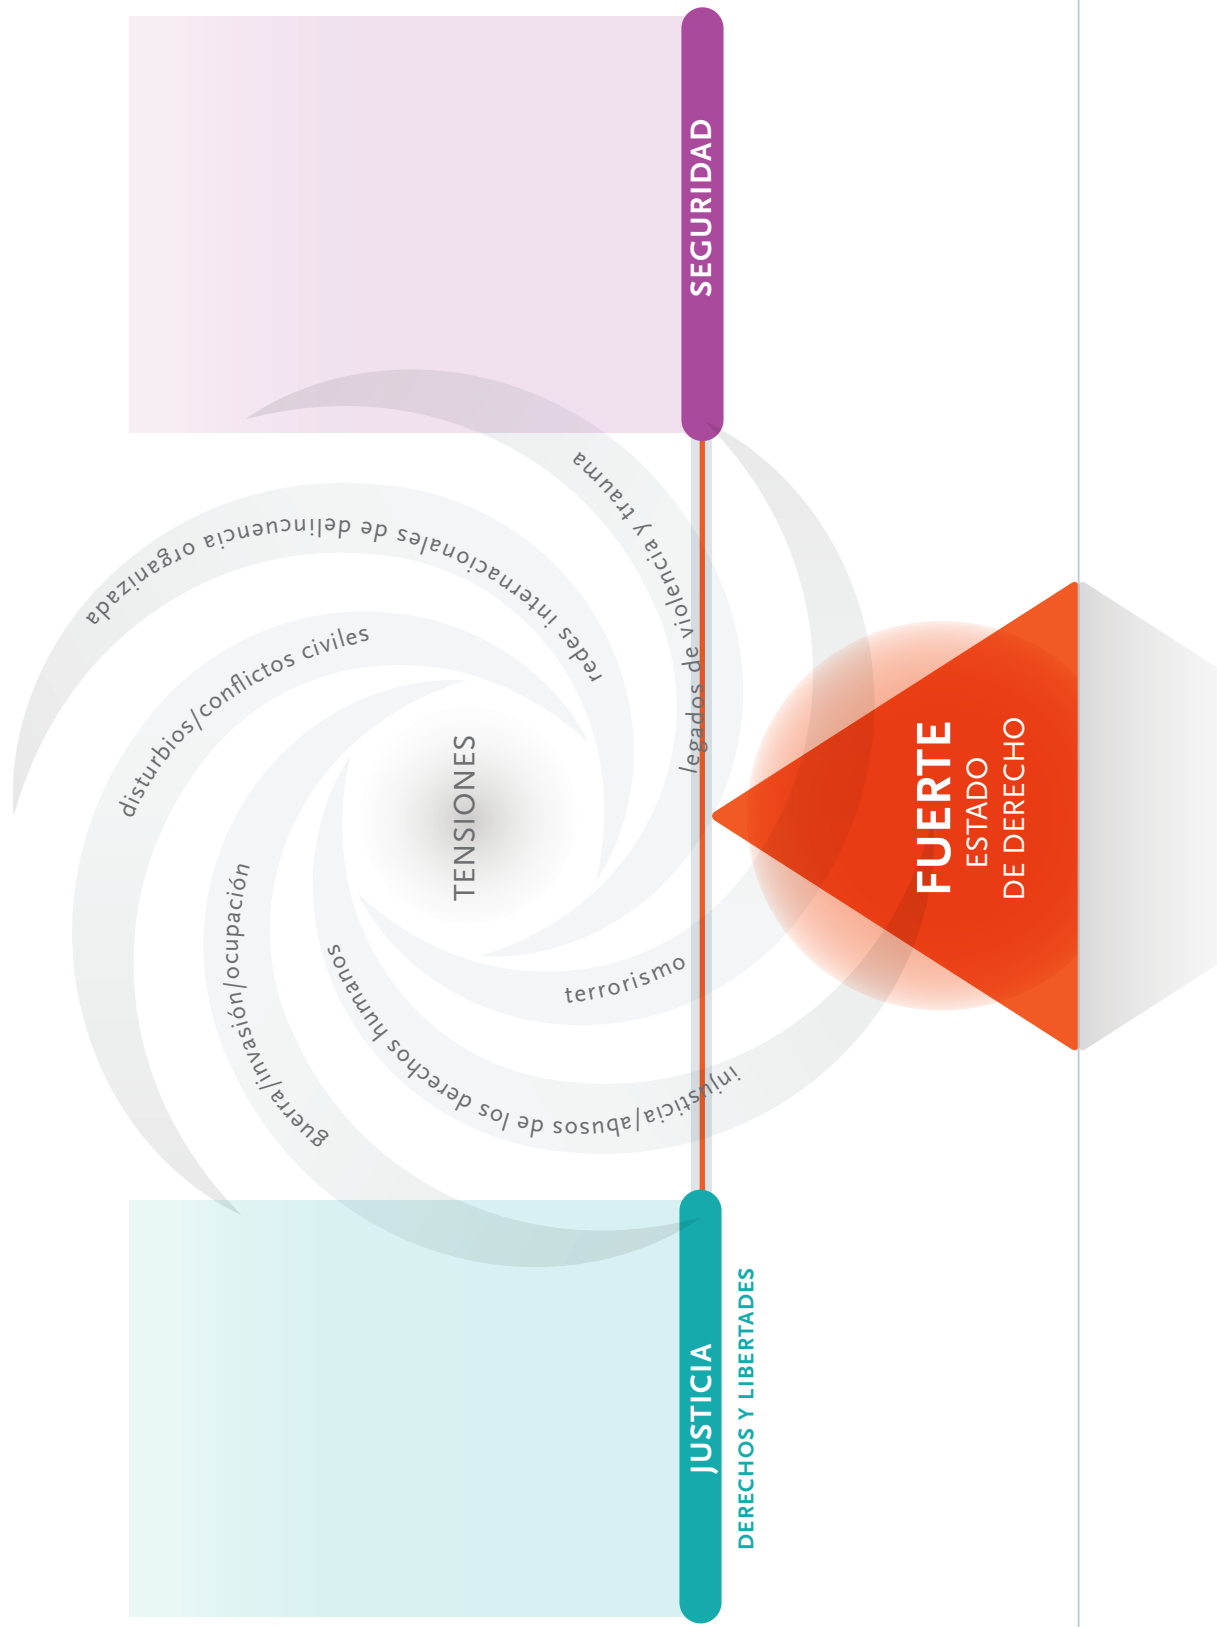 TENSIONES
disturbios/conflictos civiles
redes internacionales de delincuencia organizada
legados de violencia y trauma
guerra/invasión/ocupación
injusticia/abusos de los derechos humanos
terrorismo
JUSTICIA
SEGURIDAD
DERECHOS Y LIBERTADES
FUERTE
ESTADO
DE DERECHO